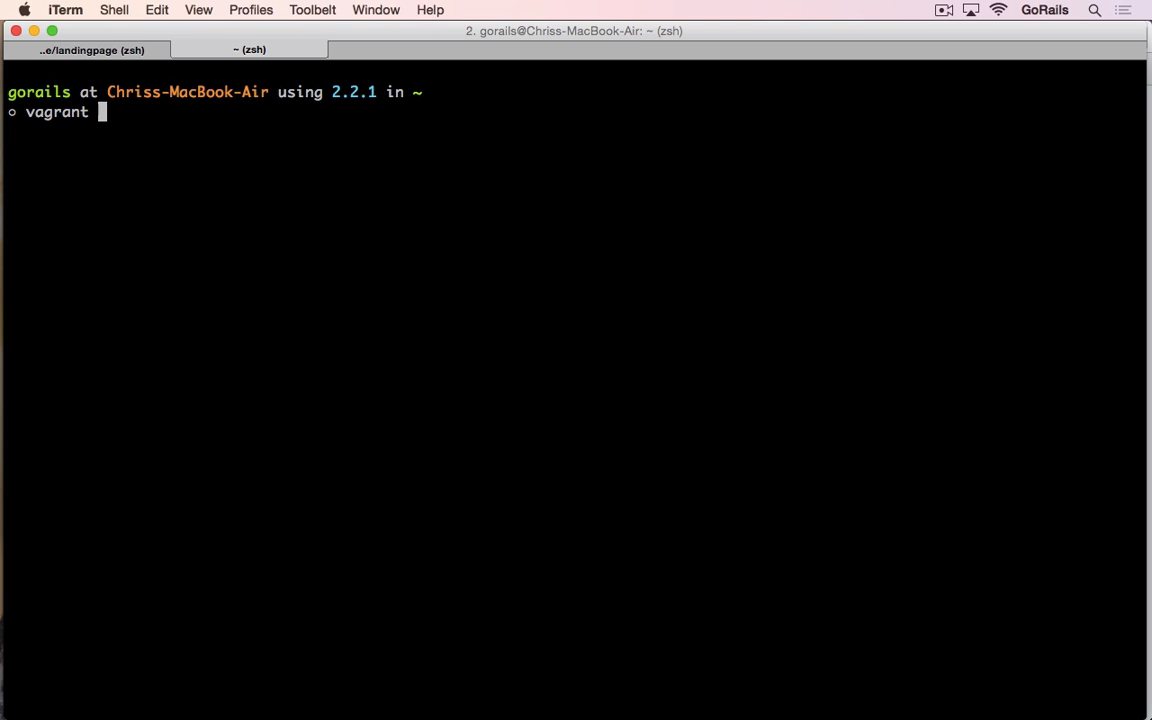 iTerm Shell Edit View Profiles Toolbelt Window Help GoRails
2. gorails@Chriss-MacBook-Air: ~ (zsh)
..e/landingpage (zsh) ~ (zsh)
gorails at Chriss-MacBook-Air using 2.2.1 in ~
○ vagrant